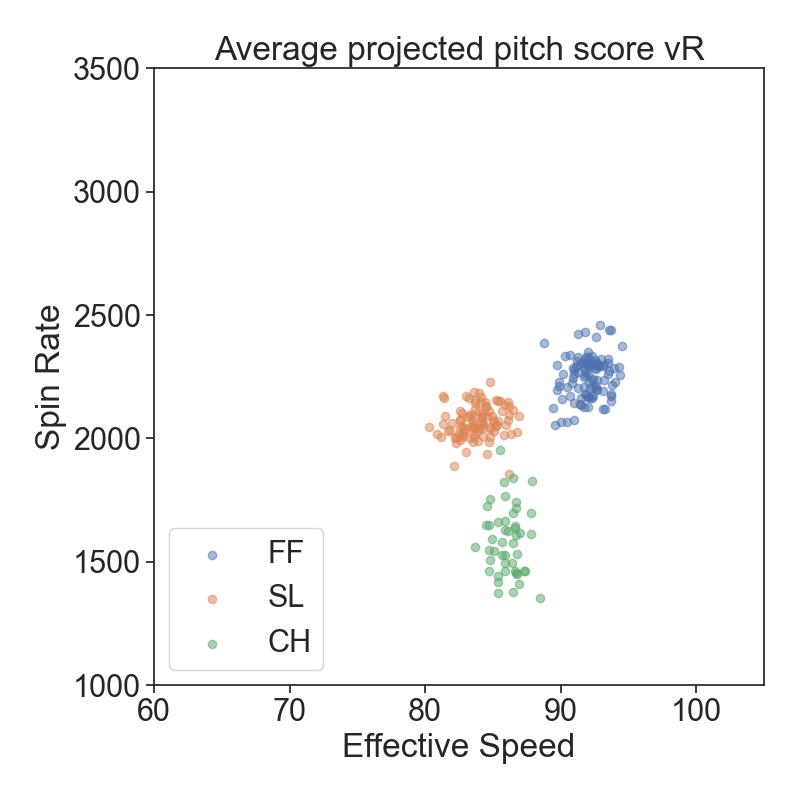 Average projected pitch score vR
3500
3000
2500
2000
1500
1000
Spin Rate
FF
SL
CH
60 70 80 90 100
Effective Speed